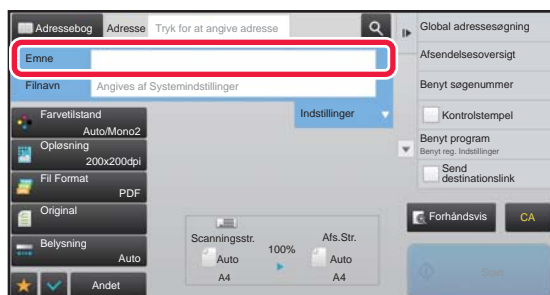 Adressebog Adresse Tryk for at angive adresse
Emne
Filnavn Angives af Systemindstillinger
Indstillinger
Farvetilstand
Auto/Mono2
Opløsning
200x200dpi
Fil Format
PDF
Original
Belysning
Auto
Andet
Scanningsstr.
Auto
A4
100%
Afs.Str.
Auto
A4
Global adressesøgning
Afsendelsesoversigt
Benyt søgenummer
Kontrolstempel
Benyt program
Benyt reg. Indstillinger
Send
destinationslink
Forhåndsvis CA
Start